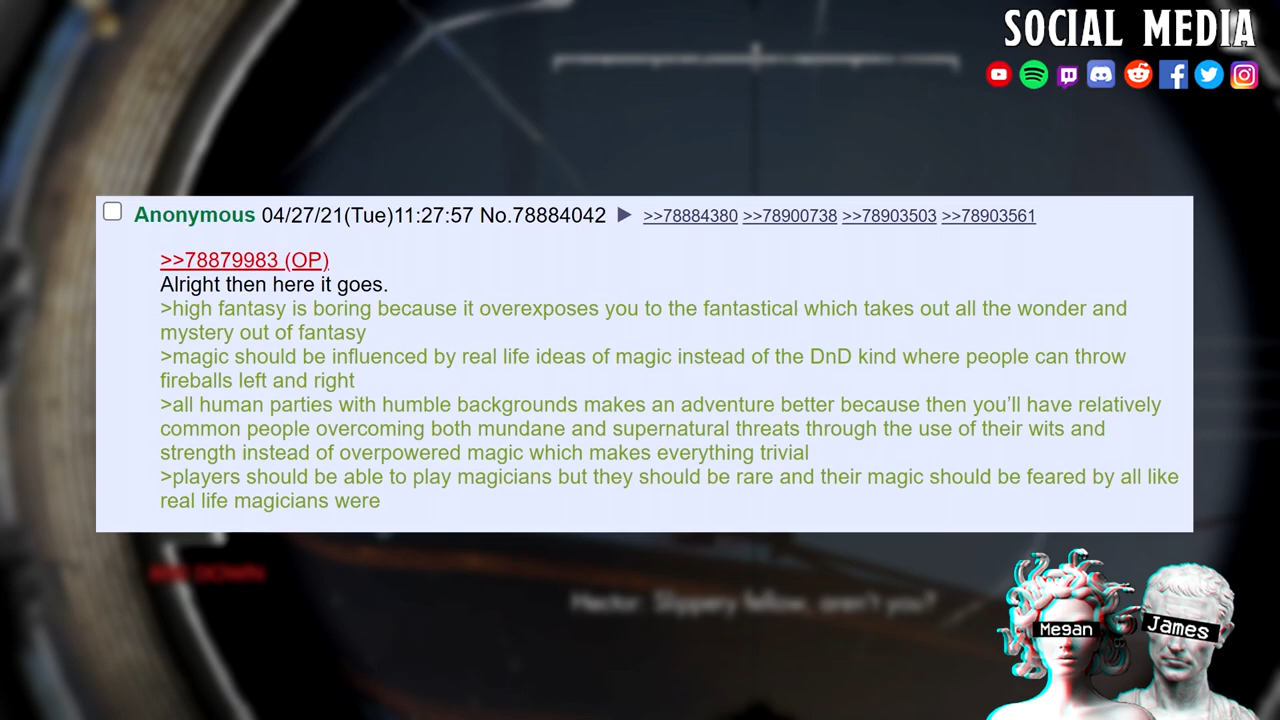 SOCIAL MEDIA
Anonymous 04/27/21(Tue)11:27:57 No.78884042 ▶ >>78884380 >>78900738 >>78903503 >>78903561
>>78879983 (OP)
Alright then here it goes.
>high fantasy is boring because it overexposes you to the fantastical which takes out all the wonder and
mystery out of fantasy
>magic should be influenced by real life ideas of magic instead of the DnD kind where people can throw
fireballs left and right
>all human parties with humble backgrounds makes an adventure better because then you’ll have relatively
common people overcoming both mundane and supernatural threats through the use of their wits and
strength instead of overpowered magic which makes everything trivial
>players should be able to play magicians but they should be rare and their magic should be feared by all like
real life magicians were
Hector: Slippery fellow, aren't you?
Megan
James